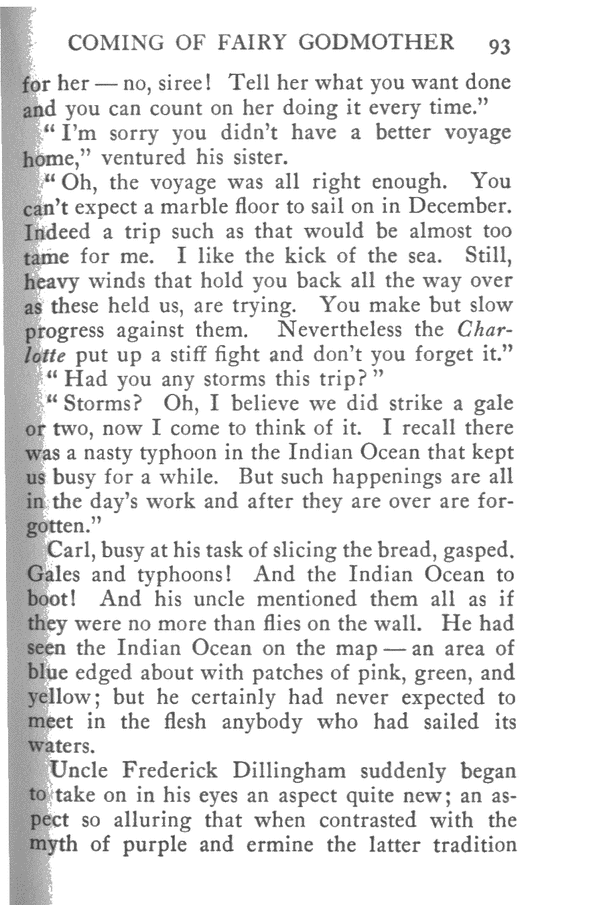 COMING OF FAIRY GODMOTHER 93
for her — no, siree! Tell her what you want done
and you can count on her doing it every time.”
“ I'm sorry you didn't have a better voyage
home,” ventured his sister.
“ Oh, the voyage was all right enough. You
can't expect a marble floor to sail on in December.
Indeed a trip such as that would be almost too
tame for me. I like the kick of the sea. Still,
heavy winds that hold you back all the way over
as these held us, are trying. You make but slow
progress against them. Nevertheless the Char-
lotte put up a stiff fight and don't you forget it.”
“ Had you any storms this trip? ”
“ Storms? Oh, I believe we did strike a gale
or two, now I come to think of it. I recall there
was a nasty typhoon in the Indian Ocean that kept
us busy for a while. But such happenings are all
in the day's work and after they are over are for-
gotten.”
Carl, busy at his task of slicing the bread, gasped.
Gales and typhoons! And the Indian Ocean to
boot! And his uncle mentioned them all as if
they were no more than flies on the wall. He had
seen the Indian Ocean on the map — an area of
blue edged about with patches of pink, green, and
yellow; but he certainly had never expected to
meet in the flesh anybody who had sailed its
waters.
Uncle Frederick Dillingham suddenly began
to take on in his eyes an aspect quite new; an as-
pect so alluring that when contrasted with the
myth of purple and ermine the latter tradition